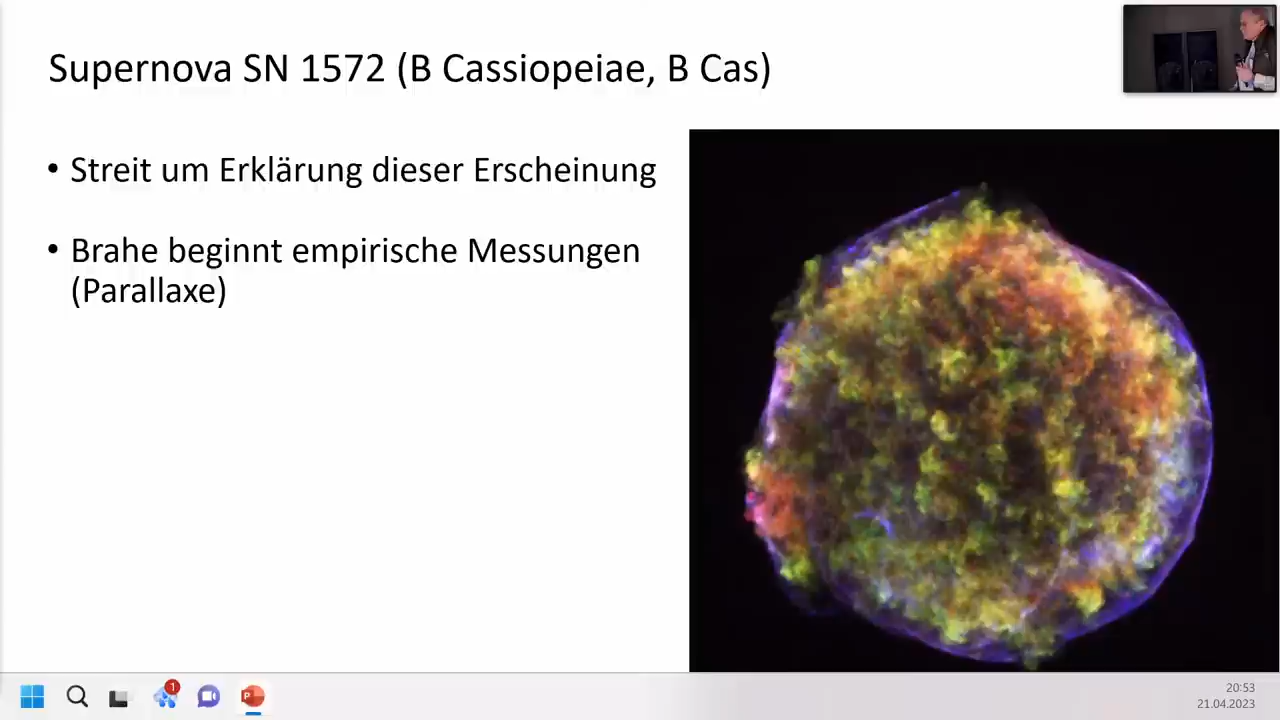 Supernova SN 1572 (B Cassiopeiae, B Cas)
• Streit um Erklärung dieser Erscheinung
• Brahe beginnt empirische Messungen
(Parallaxe)
1
P
20:53
21.04.2023